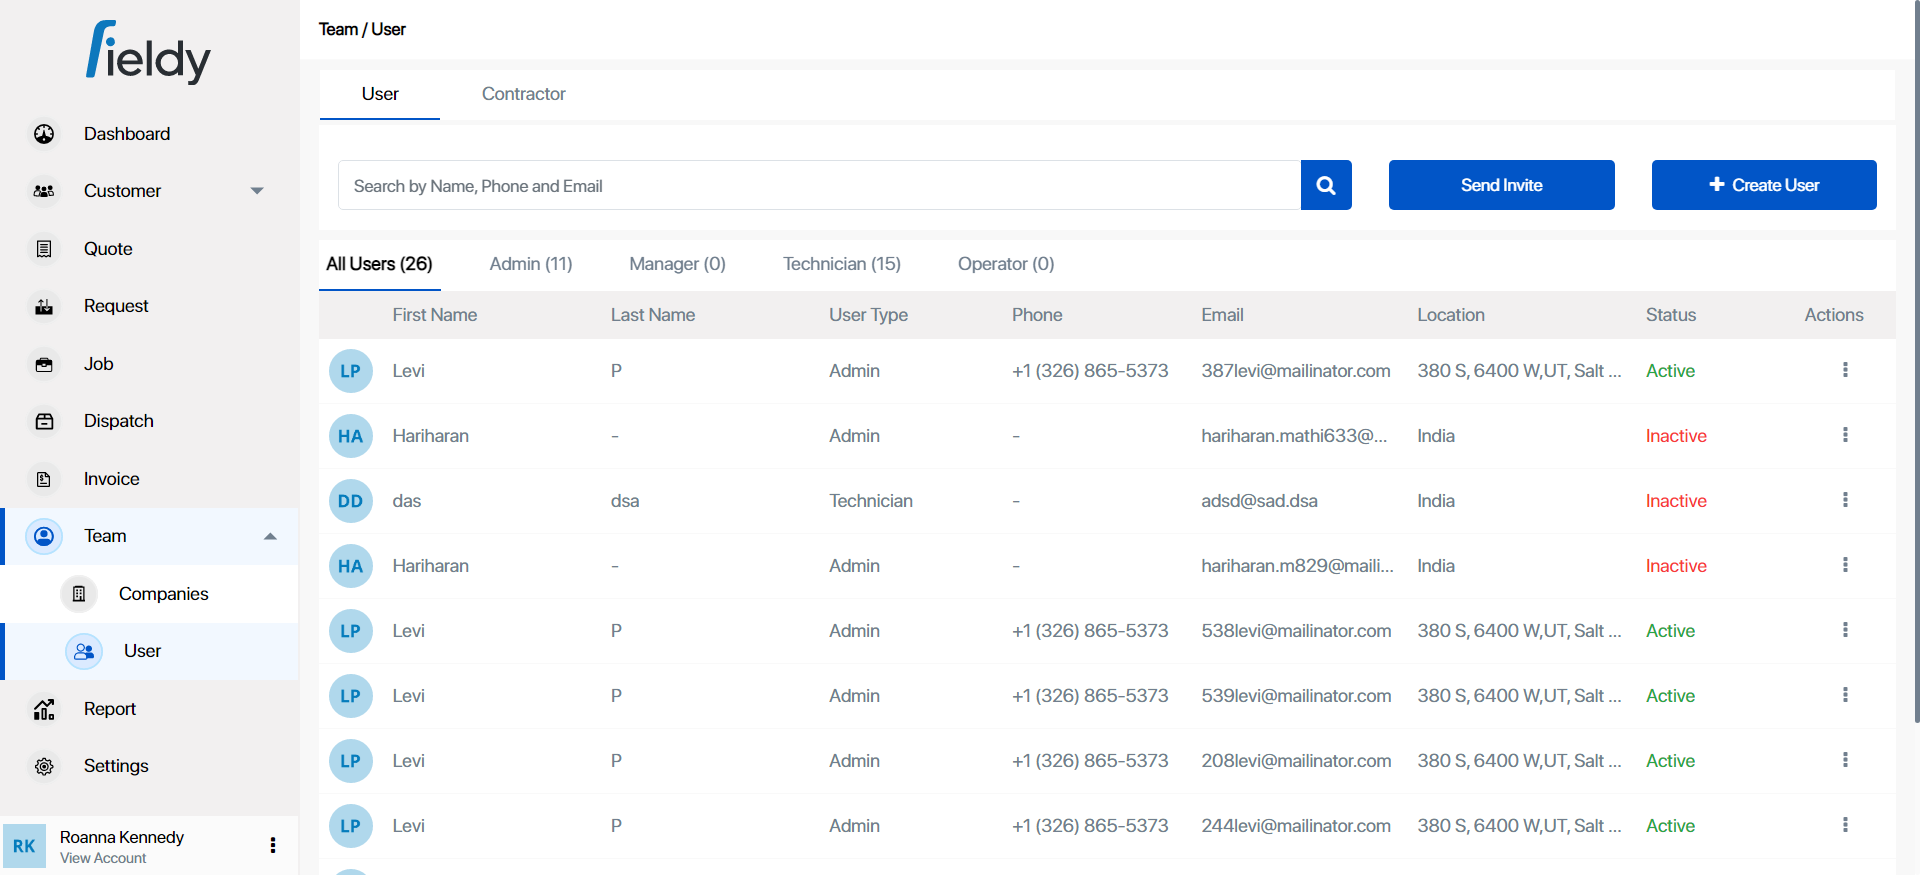 fieldy
Dashboard
Customer
Quote
Request
Job
Dispatch
Invoice
Team
Companies
User
Report
Settings
RK
Roanna Kennedy
View Account
Team / User
User Contractor
Search by Name, Phone and Email Send Invite Create User
All Users (26) Admin (11) Manager (0) Technician (15) Operator (0)
First Name Last Name User Type Phone Email Location Status Actions
LP Levi P Admin +1 (326) 865-5373 387levi@mailinator.com 380 S, 6400 W,UT, Salt ... Active
HA Hariharan - Admin - hariharan.mathi633@... India Inactive
DD das dsa Technician - adsd@sad.dsa India Inactive
HA Hariharan - Admin - hariharan.m829@maili... India Inactive
LP Levi P Admin +1 (326) 865-5373 538levi@mailinator.com 380 S, 6400 W,UT, Salt ... Active
LP Levi P Admin +1 (326) 865-5373 539levi@mailinator.com 380 S, 6400 W,UT, Salt ... Active
LP Levi P Admin +1 (326) 865-5373 208levi@mailinator.com 380 S, 6400 W,UT, Salt ... Active
LP Levi P Admin +1 (326) 865-5373 244levi@mailinator.com 380 S, 6400 W,UT, Salt ... Active